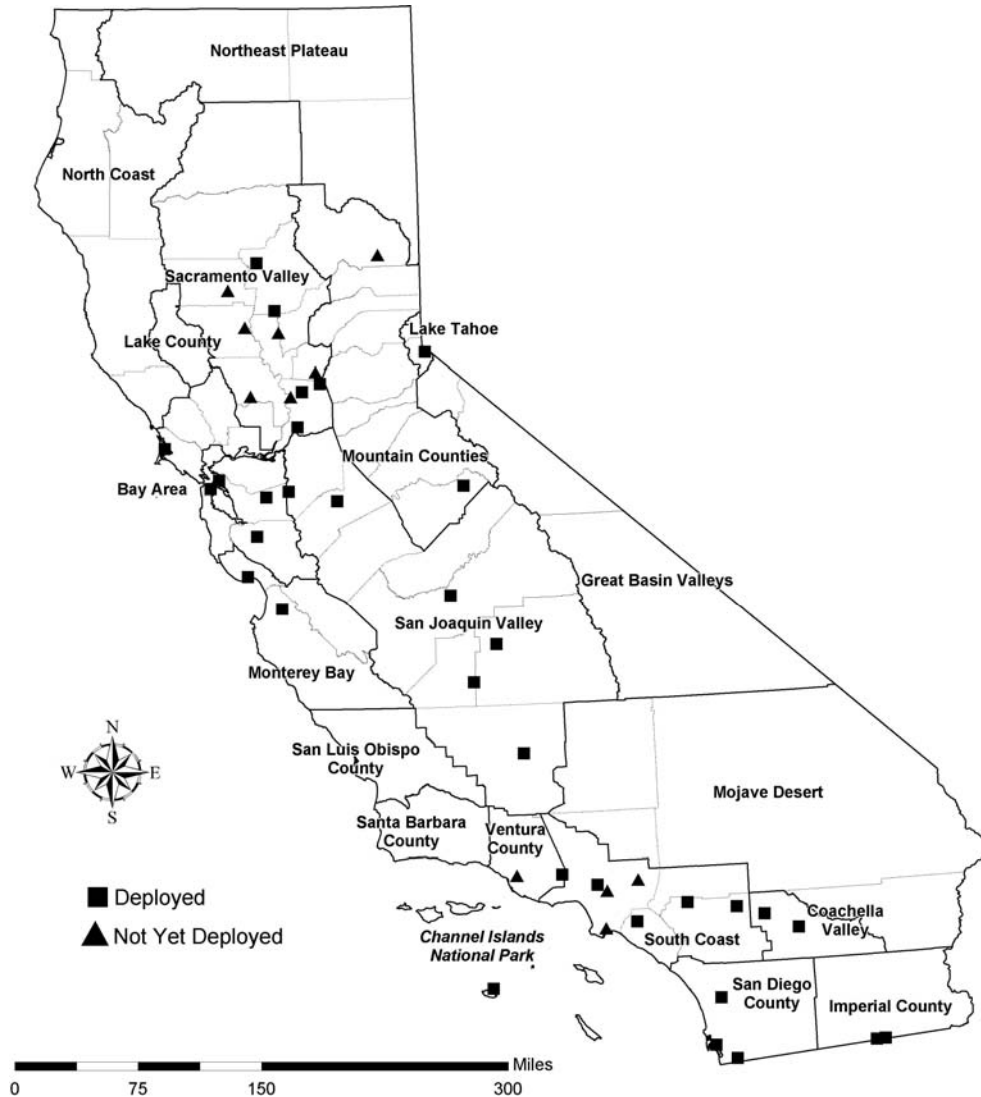 Northeast Plateau
North Coast
Sacramento Valley
Lake County
Lake Tahoe
Mountain Counties
Bay Area
Great Basin Valleys
San Joaquin Valley
Monterey Bay
San Luis Obispo
County
N
W
E
S
Mojave Desert
Santa Barbara
County
Ventura
County
Deployed
Not Yet Deployed
Coachella
Valley
South Coast
Channel Islands
National Park
San Diego
County
Imperial County
Miles
0
75
150
300